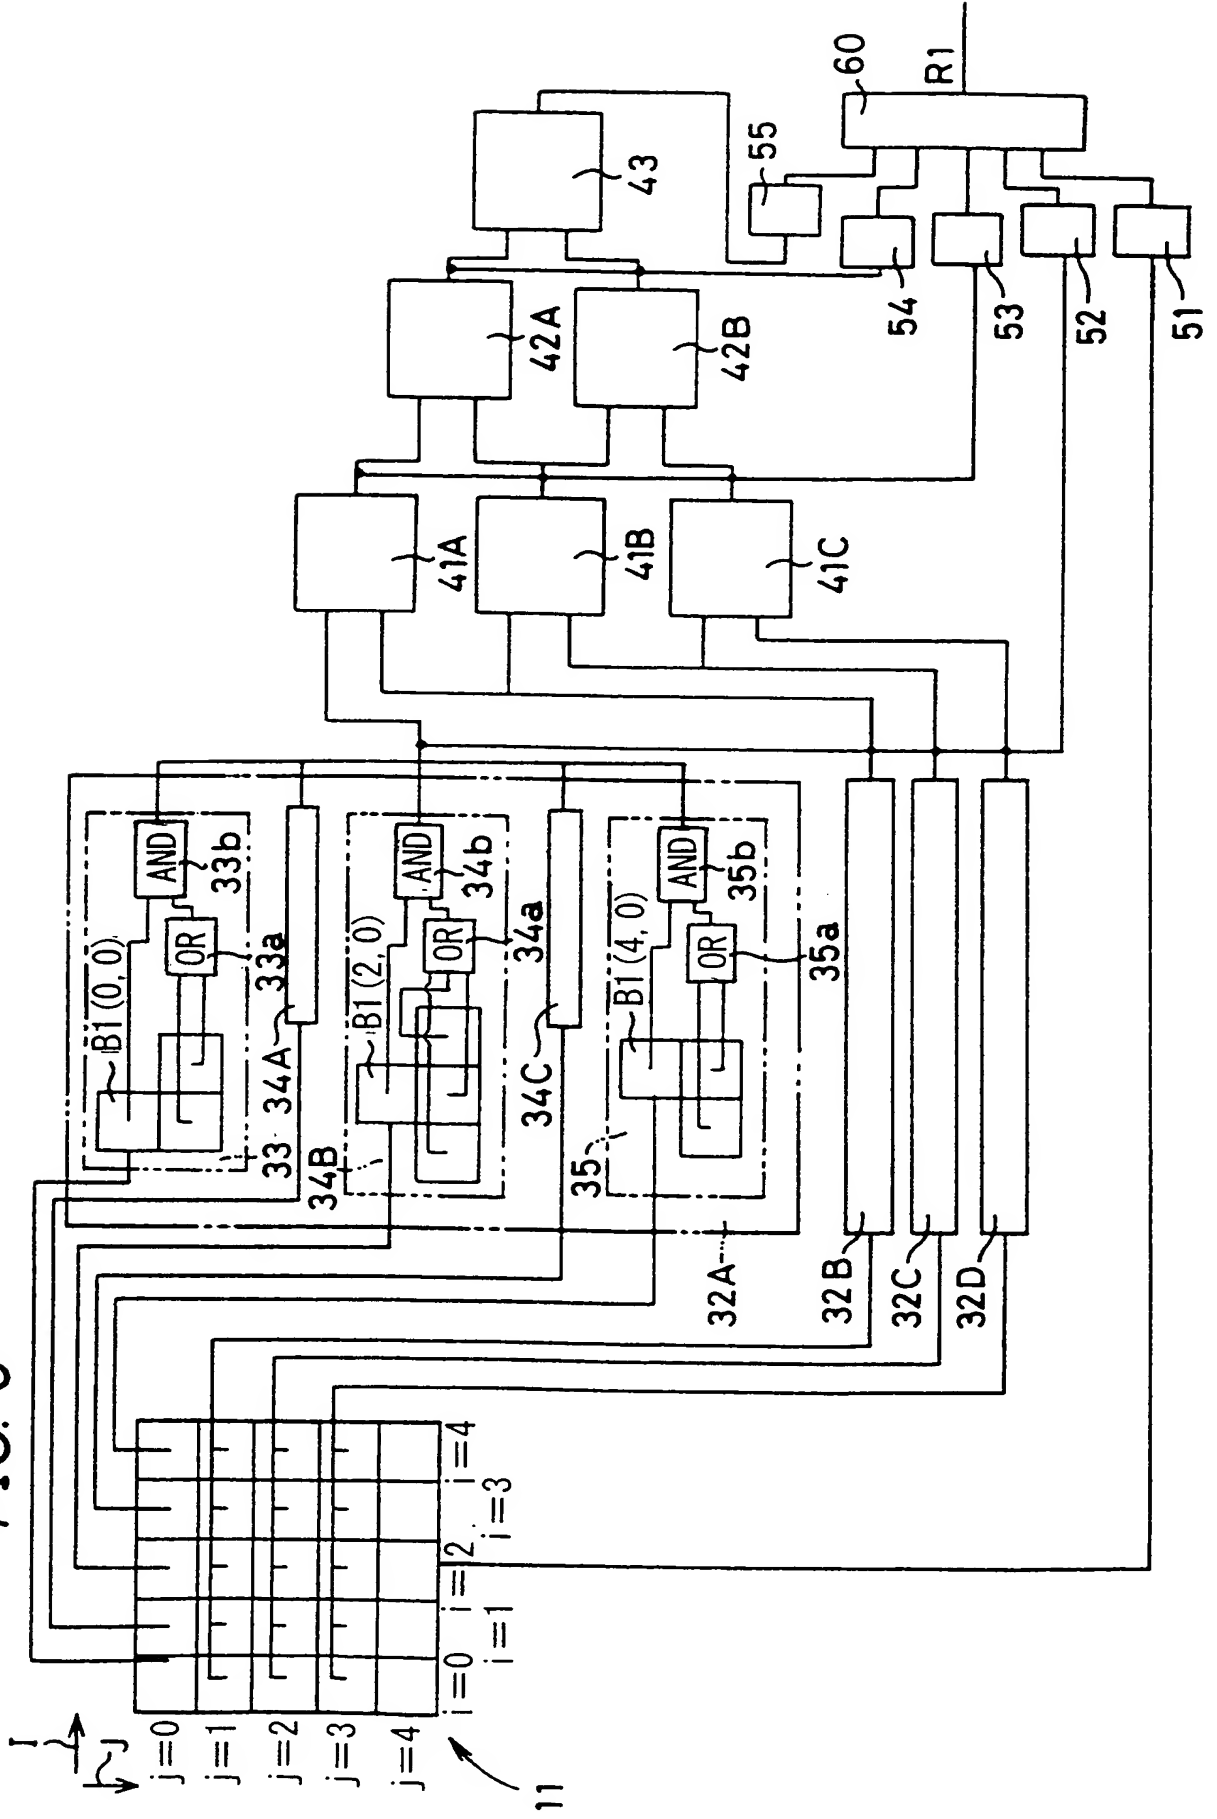 I
J
j=0
j=1
j=2
j=3
j=4
i=0
i=1
i=2
i=3
i=4
11
B1(0,0)
AND
OR
33
33a
33b
34A
B1(2,0)
AND
OR
34B
34a
34b
34C
B1(4,0)
AND
OR
35
35a
35b
32A
32B
32C
32D
41A
41B
41C
42A
42B
43
55
54
53
52
51
60
R1